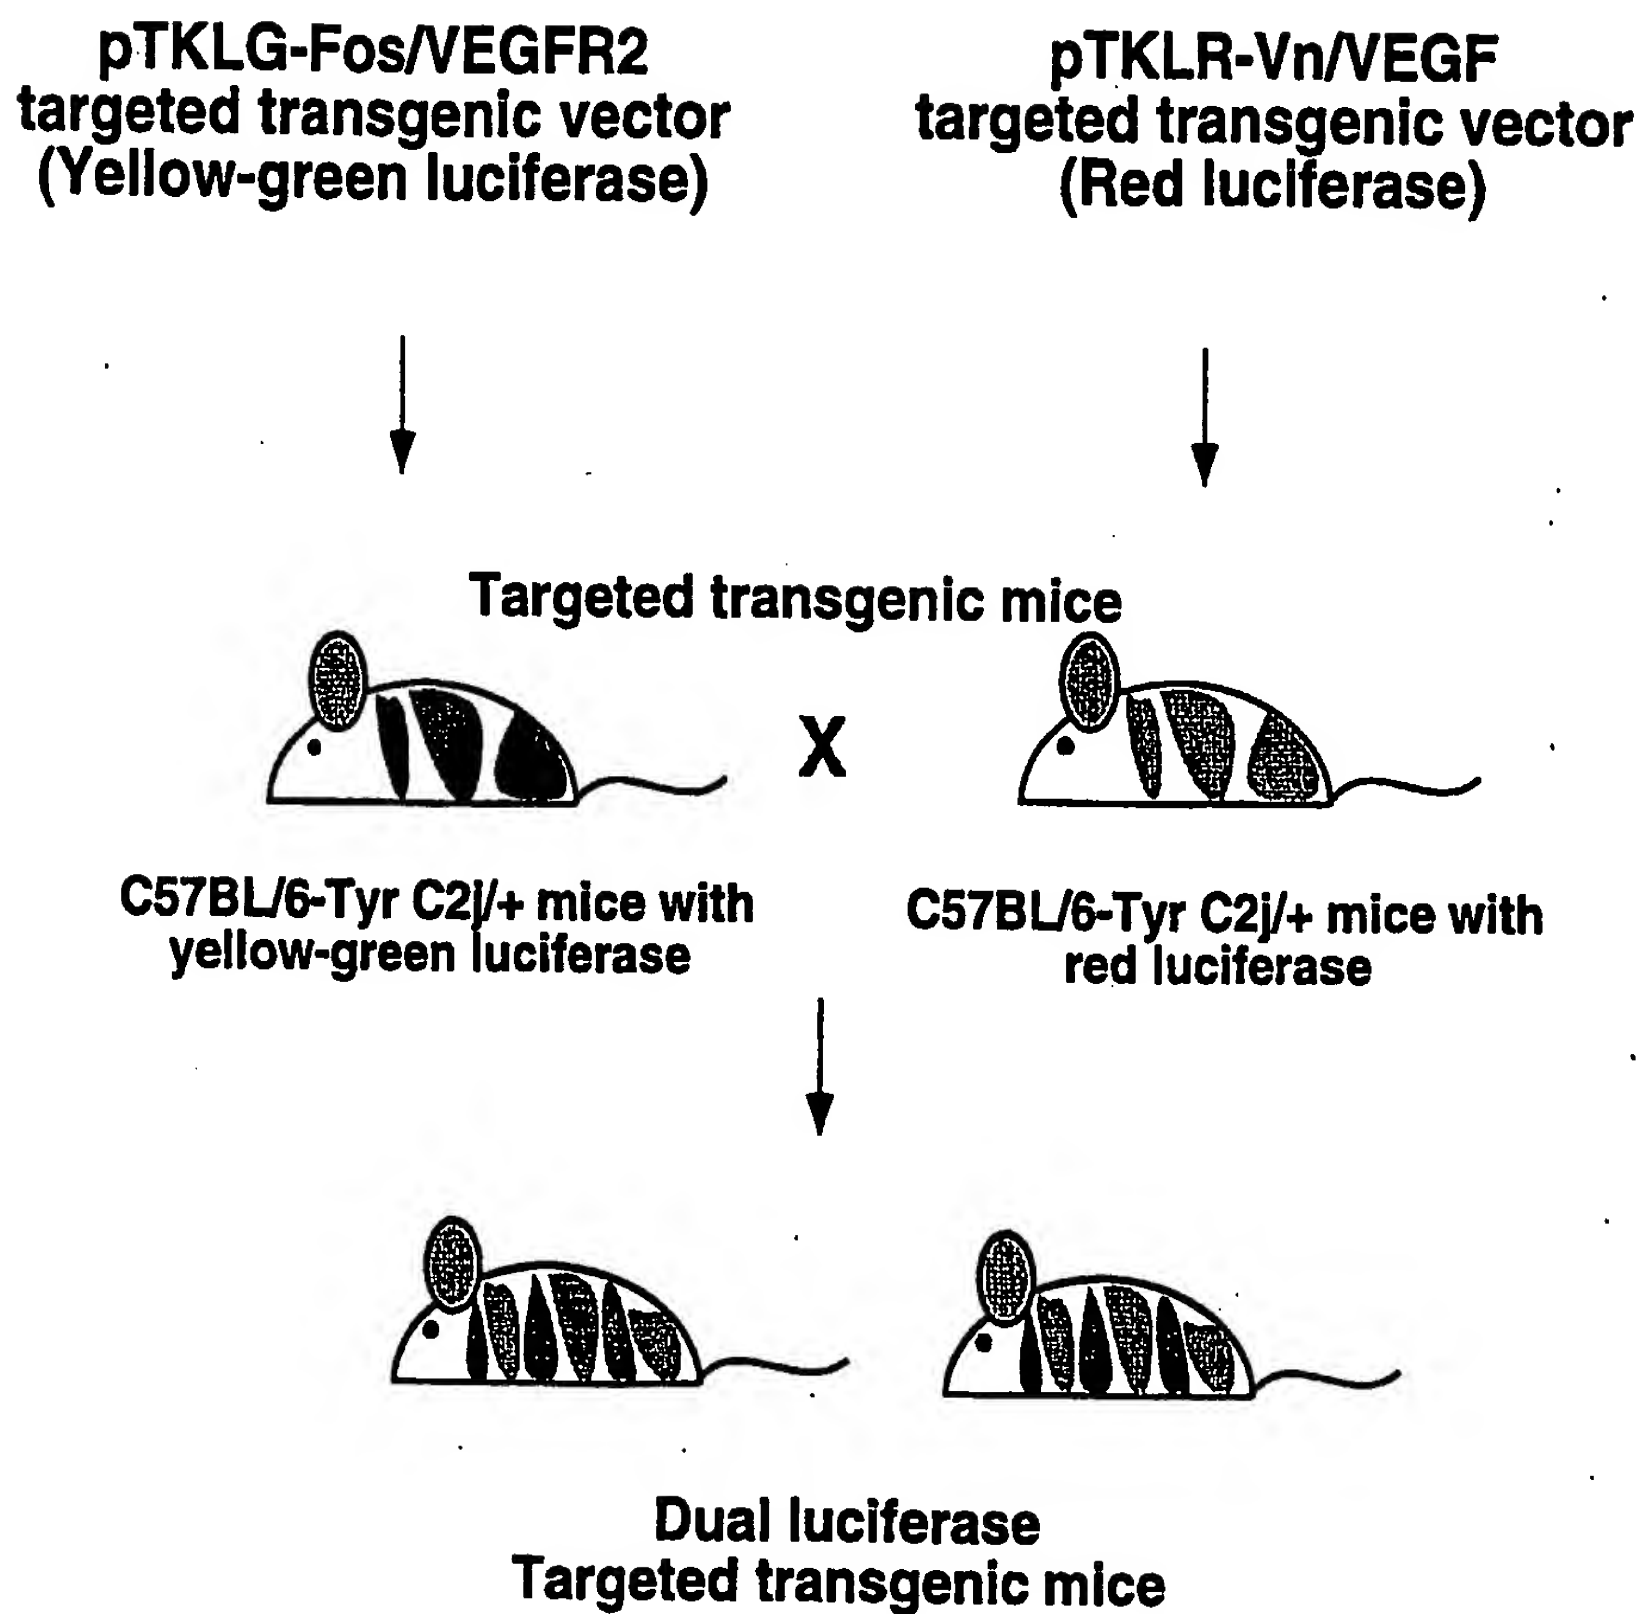 pTKLG-Fos/VEGFR2
targeted transgenic vector
(Yellow-green luciferase)
pTKLR-Vn/VEGF
targeted transgenic vector
(Red luciferase)
Targeted transgenic mice
X
C57BL/6-Tyr C2j/+ mice with
yellow-green luciferase
C57BL/6-Tyr C2j/+ mice with
red luciferase
Dual luciferase
Targeted transgenic mice